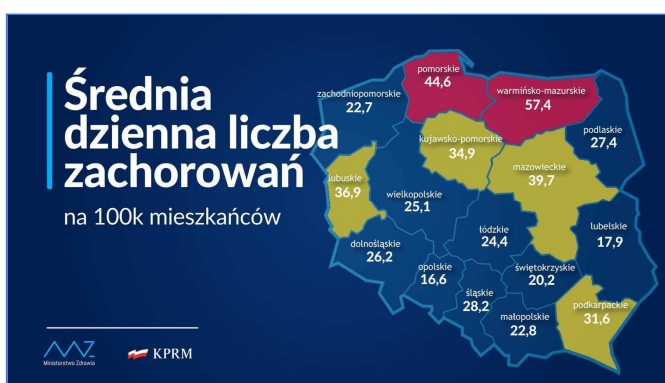 Średnia
dzienna liczba
zachorowań
na 100k mieszkańców
pomorskie
44,6
warmińsko-mazurskie
57,4
zachodniopomorskie
22,7
podlaskie
27,4
kujawsko-pomorskie
34,9
mazowieckie
39,7
lubuskie
36,9
wielkopolskie
25,1
łódzkie
24,4
lubelskie
17,9
dolnośląskie
26,2
opolskie
16,6
świętokrzyskie
20,2
śląskie
28,2
podkarpackie
31,6
małopolskie
22,8
Ministerstwo Zdrowia
KPRM